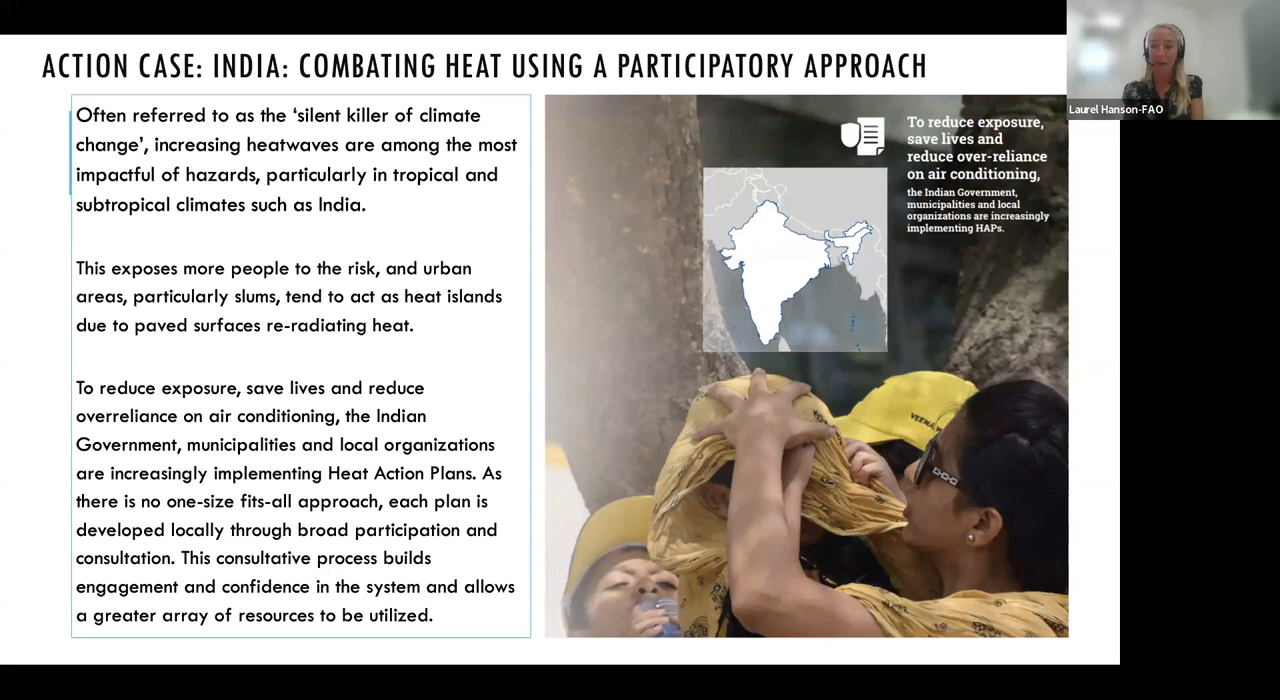 ACTION CASE: INDIA: COMBATING HEAT USING A PARTICIPATORY APPROACH
Often referred to as the ‘silent killer of climate
change’, increasing heatwaves are among the most
impactful of hazards, particularly in tropical and
subtropical climates such as India.
This exposes more people to the risk, and urban
areas, particularly slums, tend to act as heat islands
due to paved surfaces re-radiating heat.
To reduce exposure, save lives and reduce
overreliance on air conditioning, the Indian
Government, municipalities and local organizations
are increasingly implementing Heat Action Plans. As
there is no one-size fits-all approach, each plan is
developed locally through broad participation and
consultation. This consultative process builds
engagement and confidence in the system and allows
a greater array of resources to be utilized.
To reduce exposure,
save lives and
reduce over-reliance
on air conditioning,
the Indian Government,
municipalities and local
organizations are increasingly
implementing HAPs.
Laurel Hanson-FAO